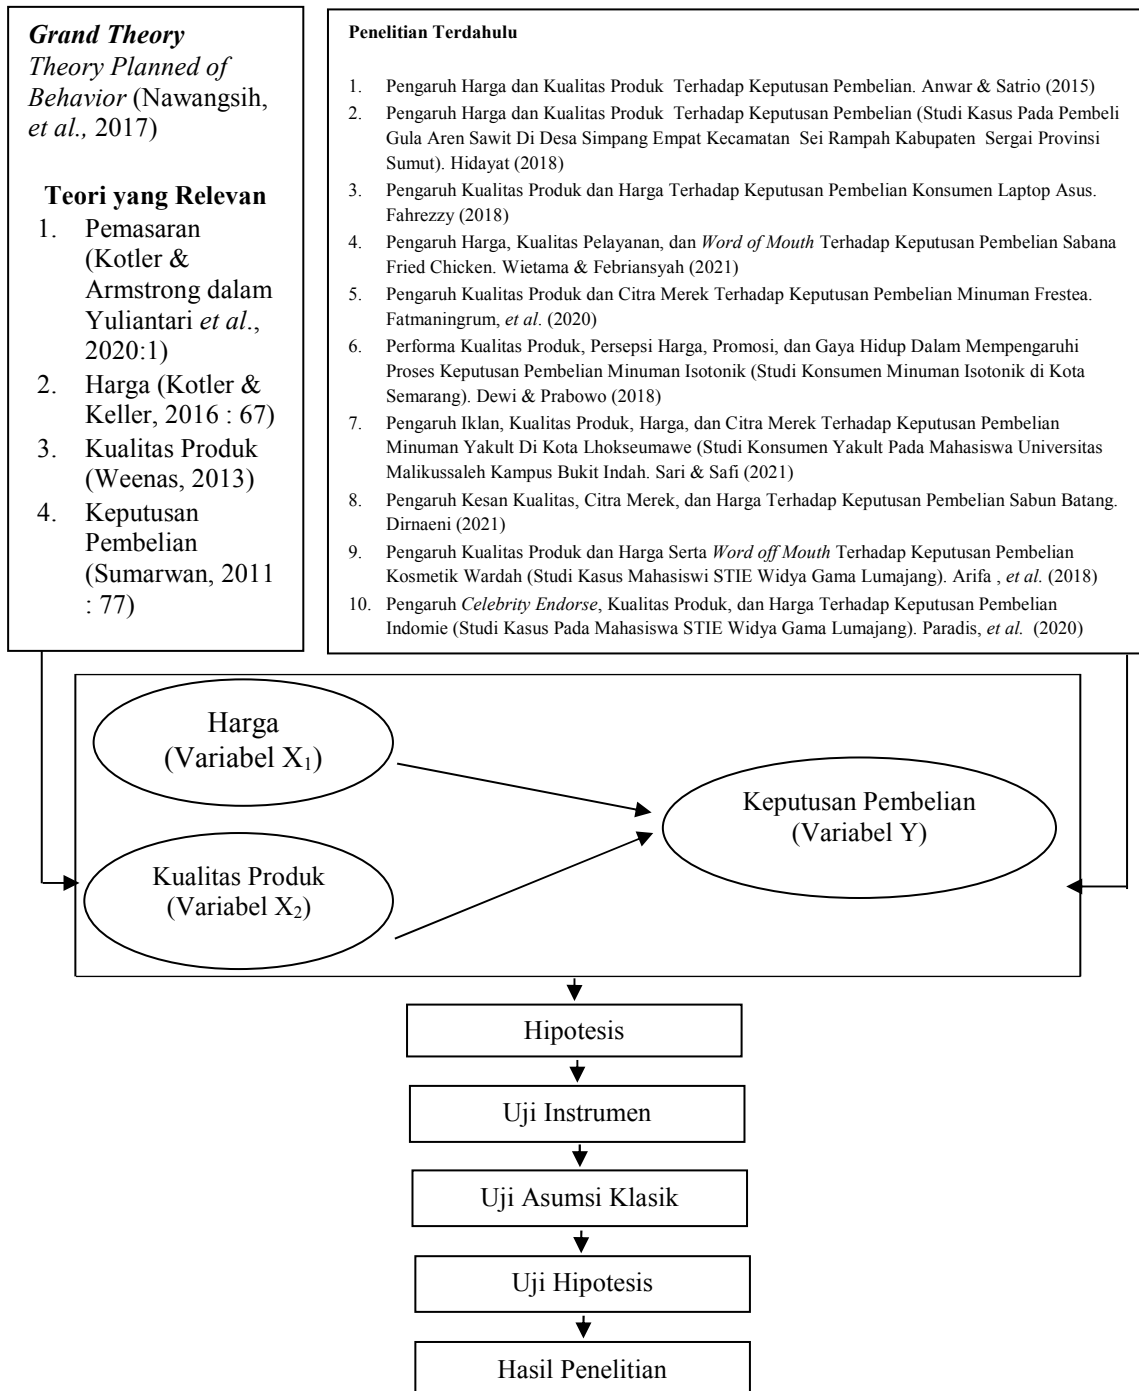 Grand Theory
Theory Planned of
Behavior (Nawangsih,
et al., 2017)
Teori yang Relevan
1. Pemasaran
(Kotler &
Armstrong dalam
Yuliantari et al.,
2020:1)
2. Harga (Kotler &
Keller, 2016 : 67)
3. Kualitas Produk
(Weenas, 2013)
4. Keputusan
Pembelian
(Sumarwan, 2011
: 77)
Penelitian Terdahulu
1. Pengaruh Harga dan Kualitas Produk Terhadap Keputusan Pembelian. Anwar & Satrio (2015)
2. Pengaruh Harga dan Kualitas Produk Terhadap Keputusan Pembelian (Studi Kasus Pada Pembeli
Gula Aren Sawit Di Desa Simpang Empat Kecamatan Sei Rampah Kabupaten Sergai Provinsi
Sumut). Hidayat (2018)
3. Pengaruh Kualitas Produk dan Harga Terhadap Keputusan Pembelian Konsumen Laptop Asus.
Fahrezzy (2018)
4. Pengaruh Harga, Kualitas Pelayanan, dan Word of Mouth Terhadap Keputusan Pembelian Sabana
Fried Chicken. Wietama & Febriansyah (2021)
5. Pengaruh Kualitas Produk dan Citra Merek Terhadap Keputusan Pembelian Minuman Frestea.
Fatmaningrum, et al. (2020)
6. Performa Kualitas Produk, Persepsi Harga, Promosi, dan Gaya Hidup Dalam Mempengaruhi
Proses Keputusan Pembelian Minuman Isotonik (Studi Konsumen Minuman Isotonik di Kota
Semarang). Dewi & Prabowo (2018)
7. Pengaruh Iklan, Kualitas Produk, Harga, dan Citra Merek Terhadap Keputusan Pembelian
Minuman Yakult Di Kota Lhokseumawe (Studi Konsumen Yakult Pada Mahasiswa Universitas
Malikussaleh Kampus Bukit Indah. Sari & Safi (2021)
8. Pengaruh Kesan Kualitas, Citra Merek, dan Harga Terhadap Keputusan Pembelian Sabun Batang.
Dirnaeni (2021)
9. Pengaruh Kualitas Produk dan Harga Serta Word off Mouth Terhadap Keputusan Pembelian
Kosmetik Wardah (Studi Kasus Mahasiswi STIE Widya Gama Lumajang). Arifa , et al. (2018)
10. Pengaruh Celebrity Endorse, Kualitas Produk, dan Harga Terhadap Keputusan Pembelian
Indomie (Studi Kasus Pada Mahasiswa STIE Widya Gama Lumajang). Paradis, et al. (2020)
Harga
(Variabel X₁)
Keputusan Pembelian
(Variabel Y)
Kualitas Produk
(Variabel X₂)
Hipotesis
Uji Instrumen
Uji Asumsi Klasik
Uji Hipotesis
Hasil Penelitian